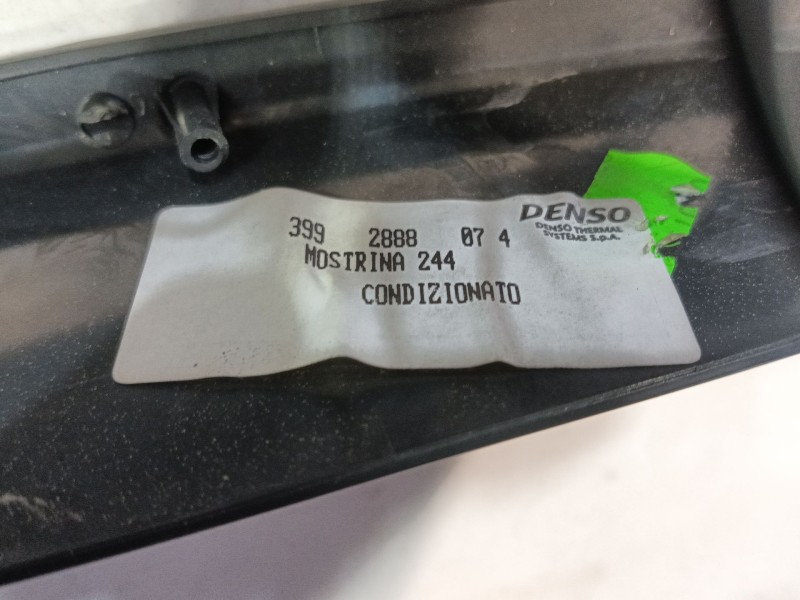 DENSO
DENSO THERMAL
SYSTEMS S.p.A.
399 2888 07 4
MOSTRINA 244
CONDIZIONATO